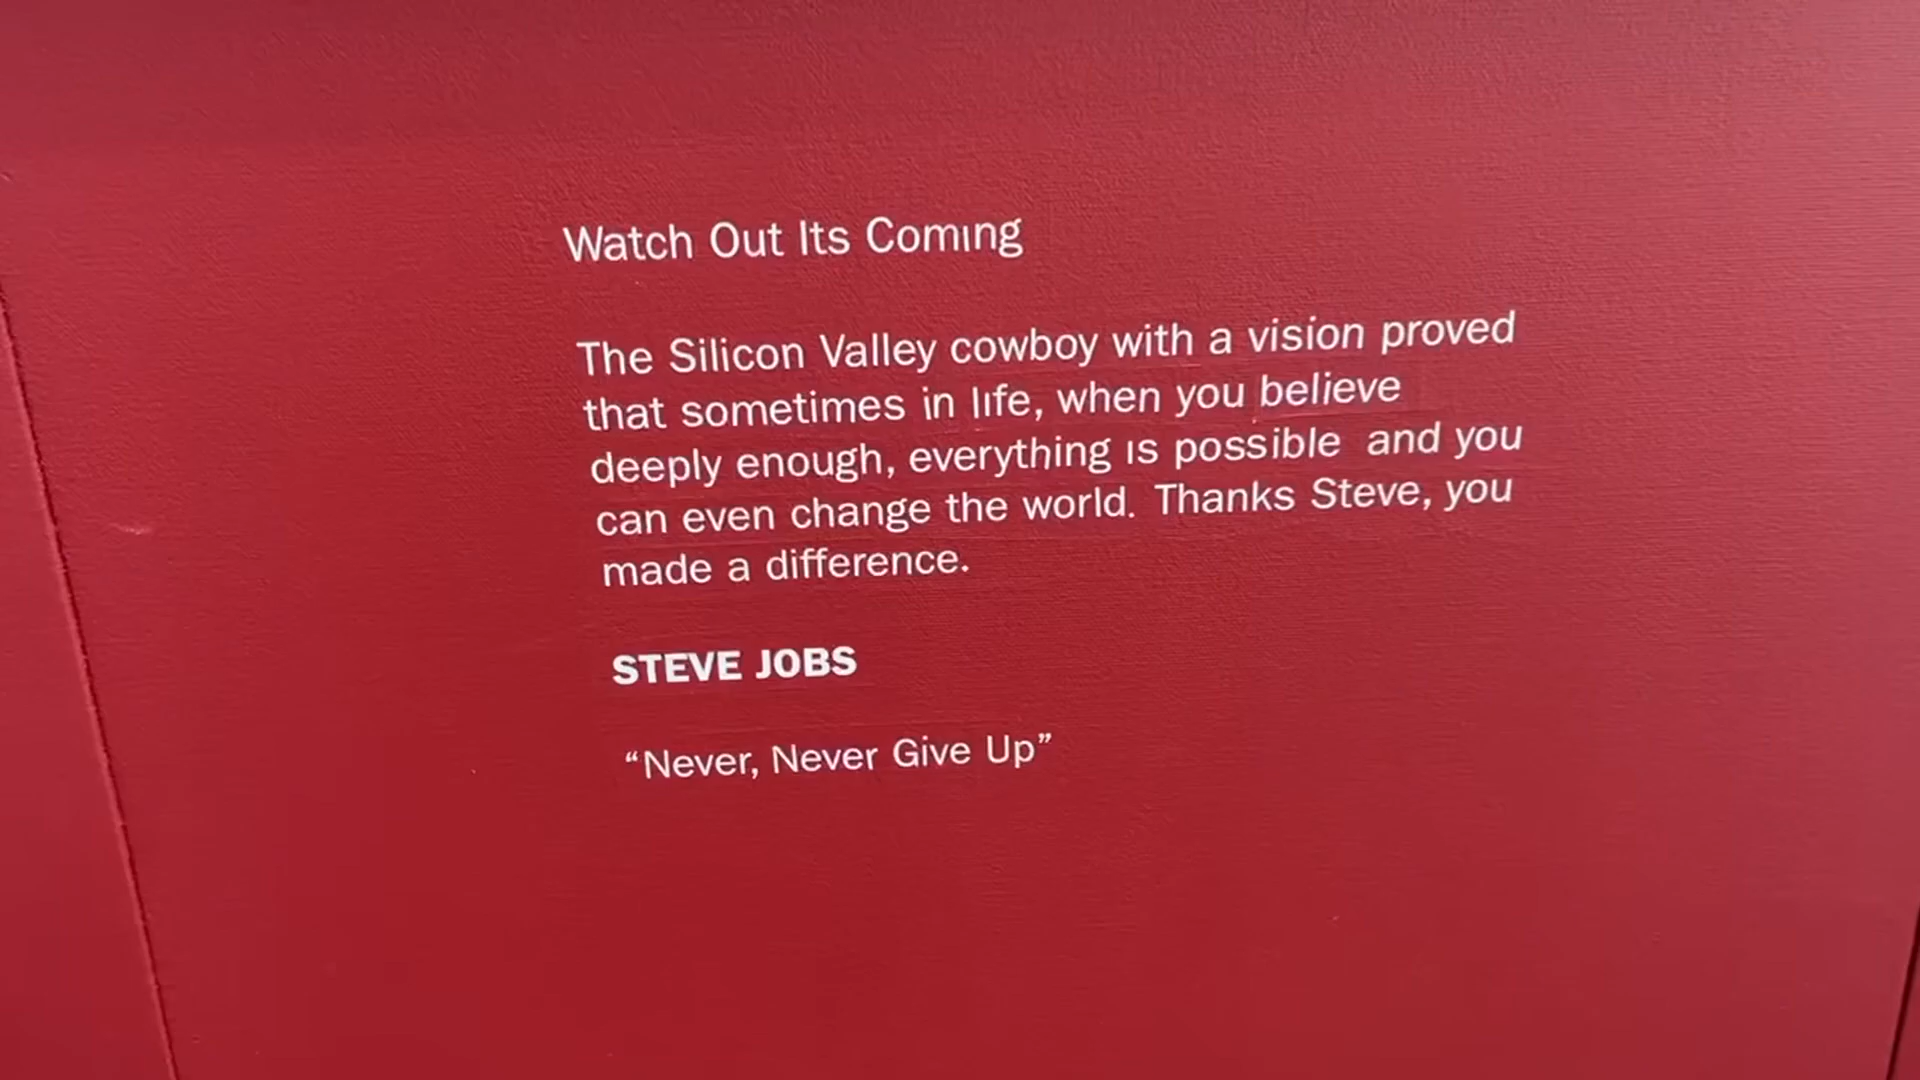 Watch Out Its Coming
The Silicon Valley cowboy with a vision proved
that sometimes in life, when you believe
deeply enough, everything is possible and you
can even change the world. Thanks Steve, you
made a difference.
STEVE JOBS
“Never, Never Give Up”